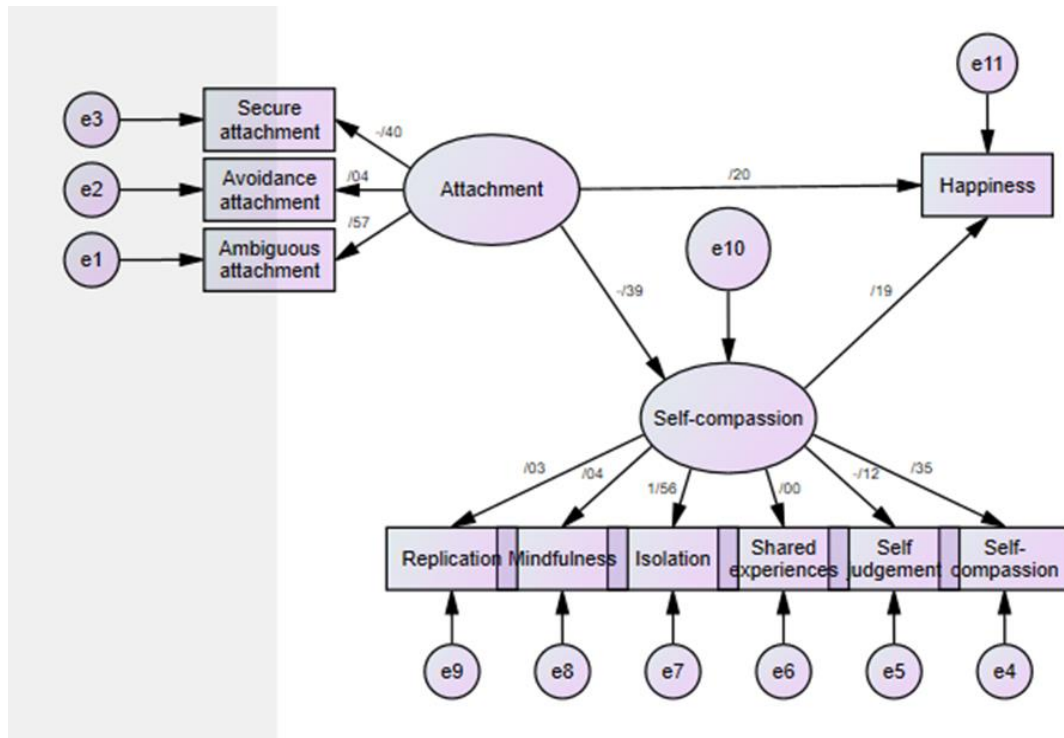 e11
e3
Secure
attachment
-/40
e2
Avoidance
attachment
/04
Attachment
/20
Happiness
e1
Ambiguous
attachment
/57
e10
-/39
/19
Self-compassion
/03
/04
1/56
/00
-/12
/35
Replication
Mindfulness
Isolation
Shared
experiences
Self
judgement
Self-
compassion
e9
e8
e7
e6
e5
e4